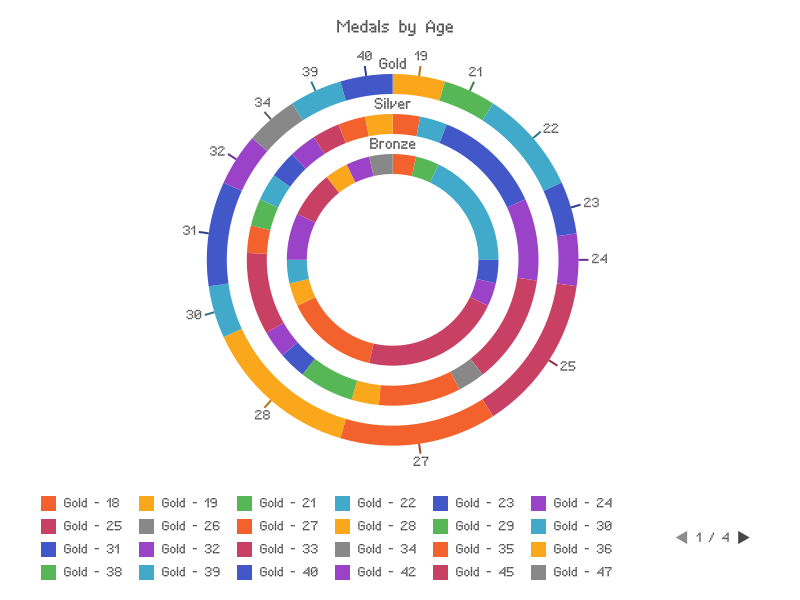 Medals by Age
Gold
Silver
Bronze
19
21
22
23
24
25
27
28
30
31
32
34
39
40
Gold - 18 Gold - 19 Gold - 21 Gold - 22 Gold - 23 Gold - 24
Gold - 25 Gold - 26 Gold - 27 Gold - 28 Gold - 29 Gold - 30
Gold - 31 Gold - 32 Gold - 33 Gold - 34 Gold - 35 Gold - 36
Gold - 38 Gold - 39 Gold - 40 Gold - 42 Gold - 45 Gold - 47
1 / 4